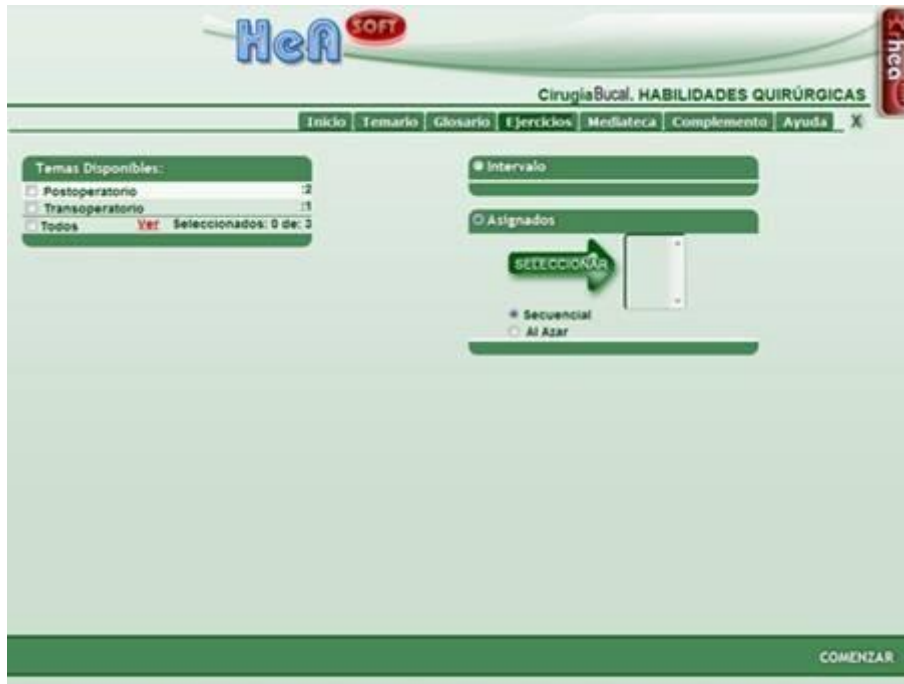 HeA SOFT
rhea
CirugiaBucal. HABILIDADES QUIRÚRGICAS
Inicio Temario Glosario Ejercicios Mediateca Complemento Ayuda X
Temas Disponibles:
Postoperatorio :2
Transoperatorio :1
Todos Ver Seleccionados: 0 de: 3
Intervalo
Asignados
SELECCIONAR
Secuencial
Al Azar
COMENZAR